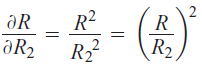 ∂R/∂R₂ = R²/R₂² = (R/R₂)²